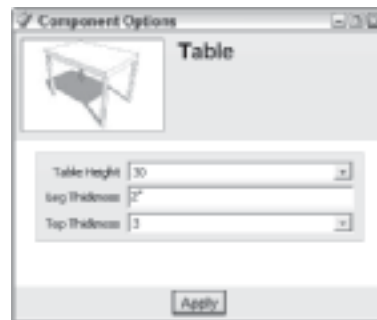 Component Options
Table
Table Height 30
Leg Thickness 2"
Top Thickness 3
Apply